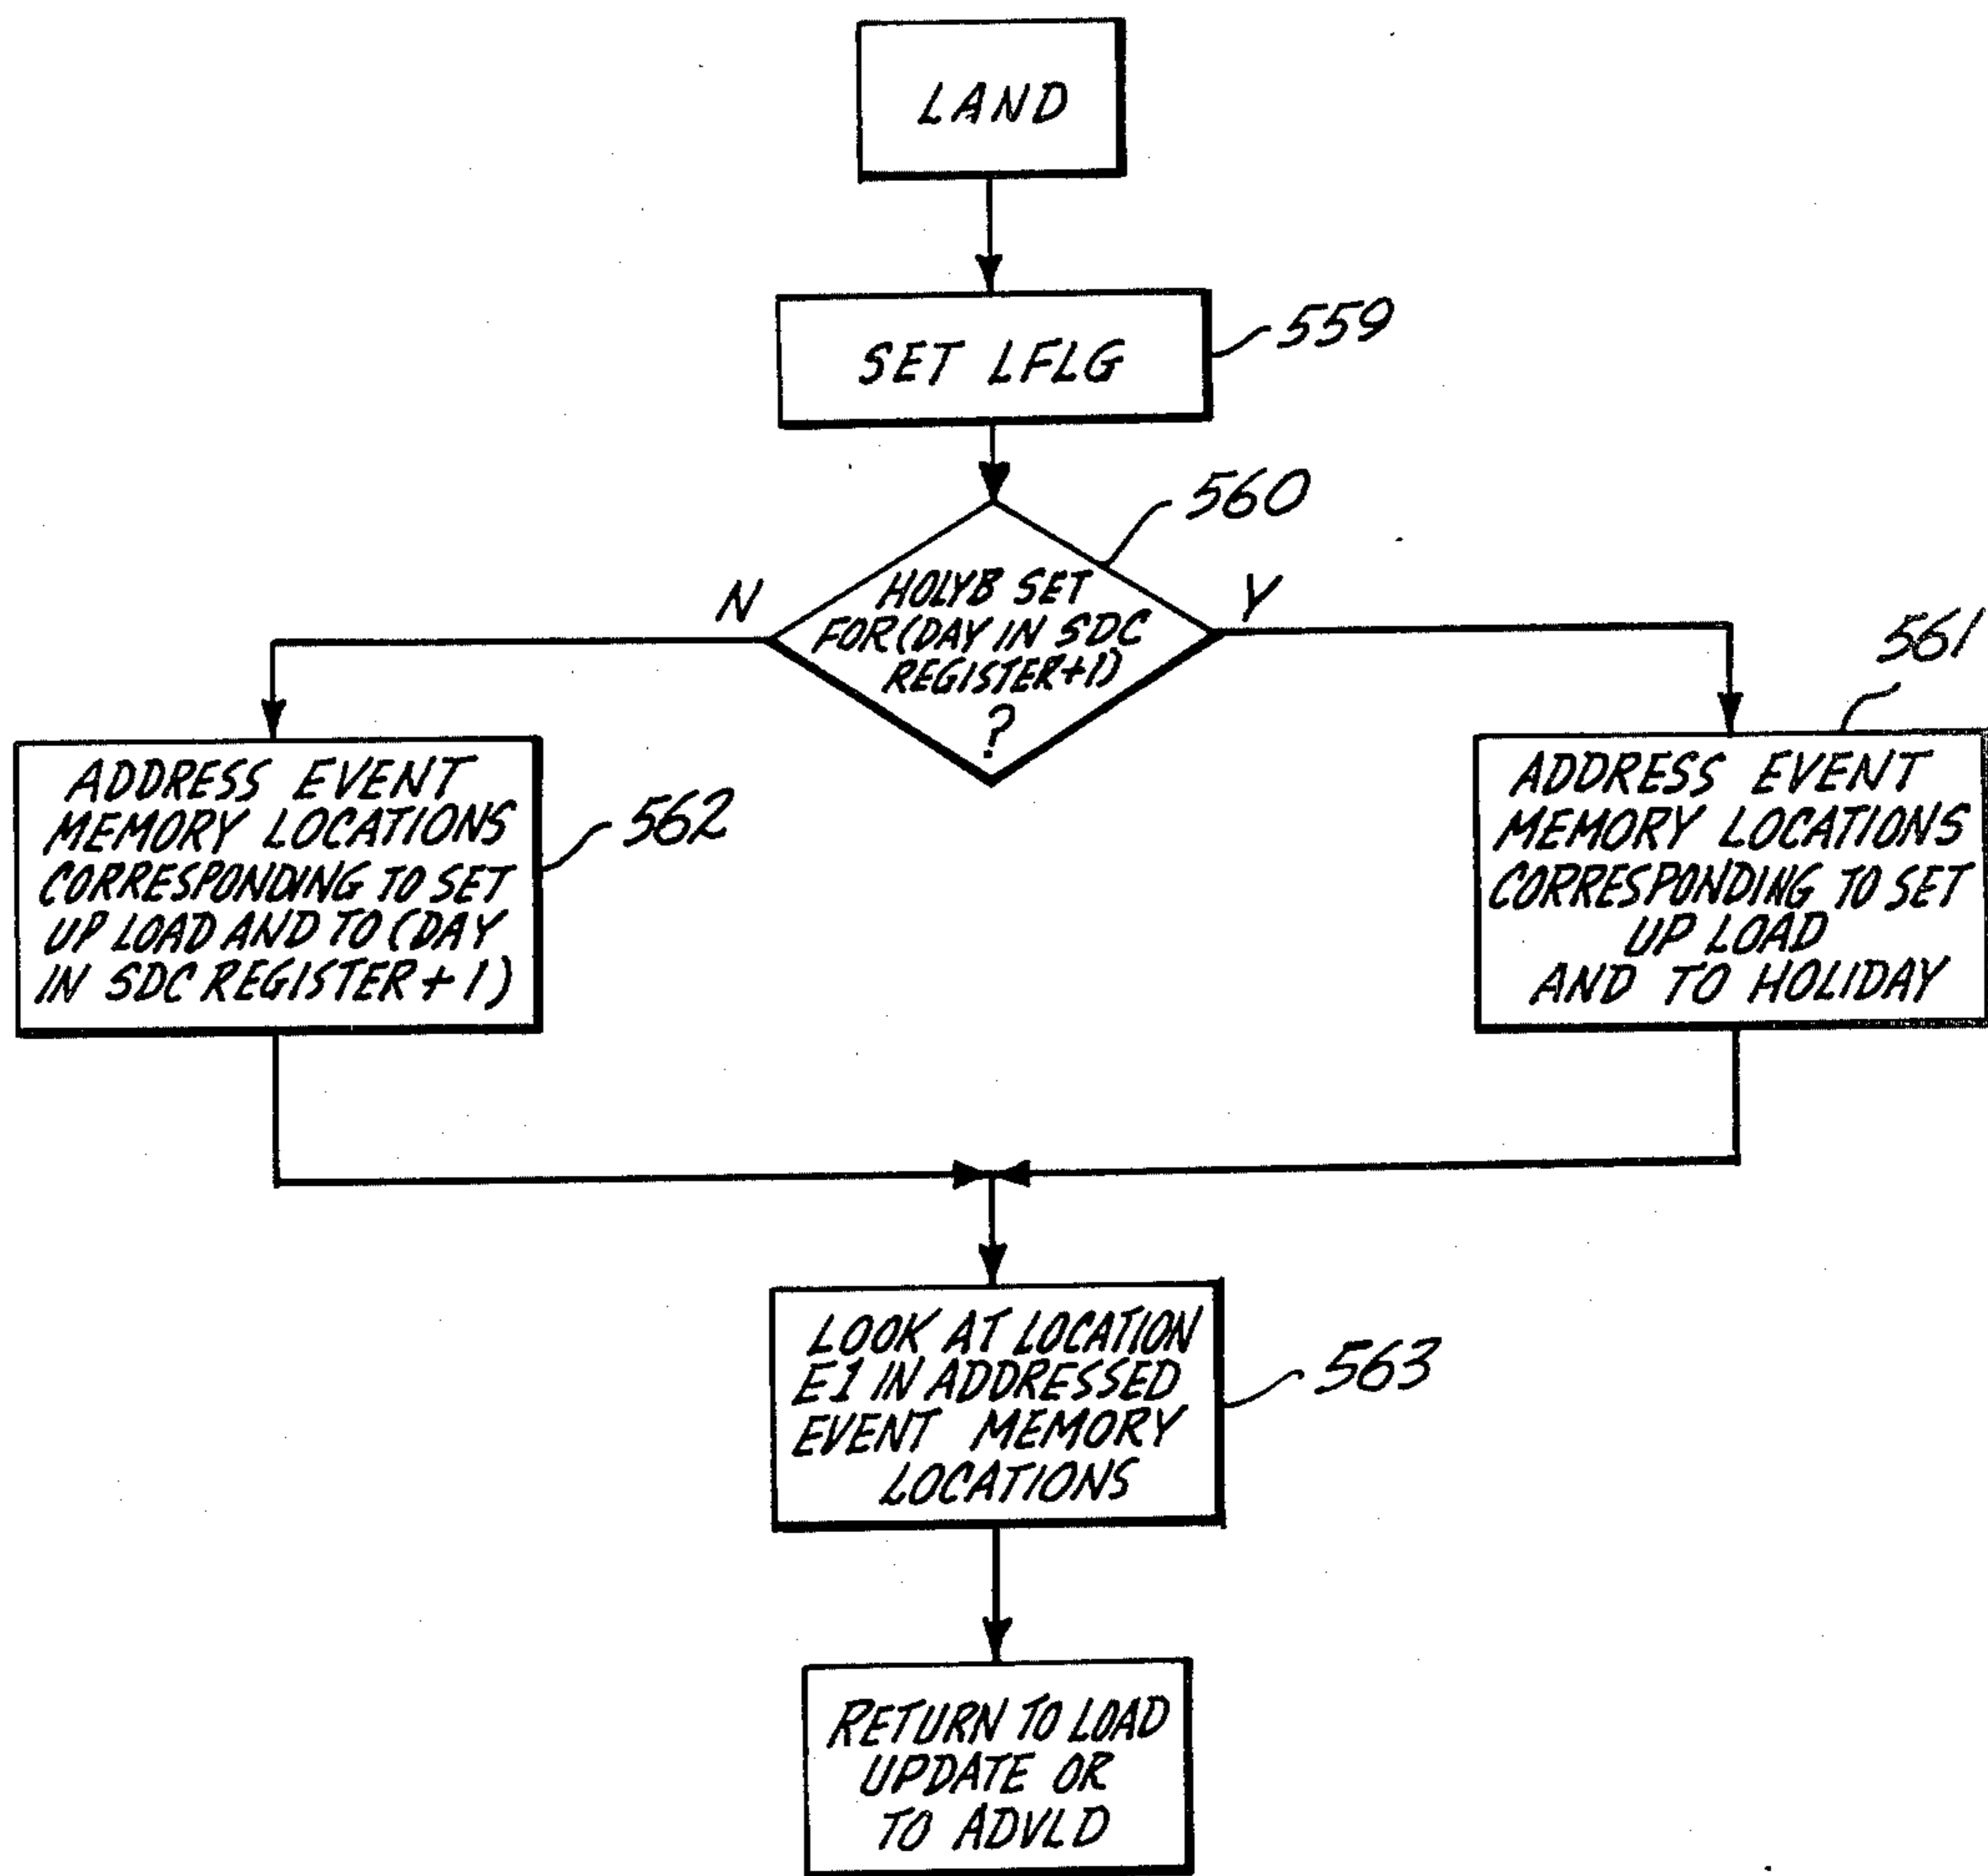 LAND
SET LFLG
559
560
HOLYB SET
FOR (DAY IN SDC
REGISTER+1)
?
N
Y
561
ADDRESS EVENT
MEMORY LOCATIONS
CORRESPONDING TO SET
UP LOAD AND TO (DAY
IN SDC REGISTER + 1)
562
ADDRESS EVENT
MEMORY LOCATIONS
CORRESPONDING TO SET
UP LOAD
AND TO HOLIDAY
LOOK AT LOCATION
E1 IN ADDRESSED
EVENT MEMORY
LOCATIONS
563
RETURN TO LOAD
UPDATE OR
TO ADVLD